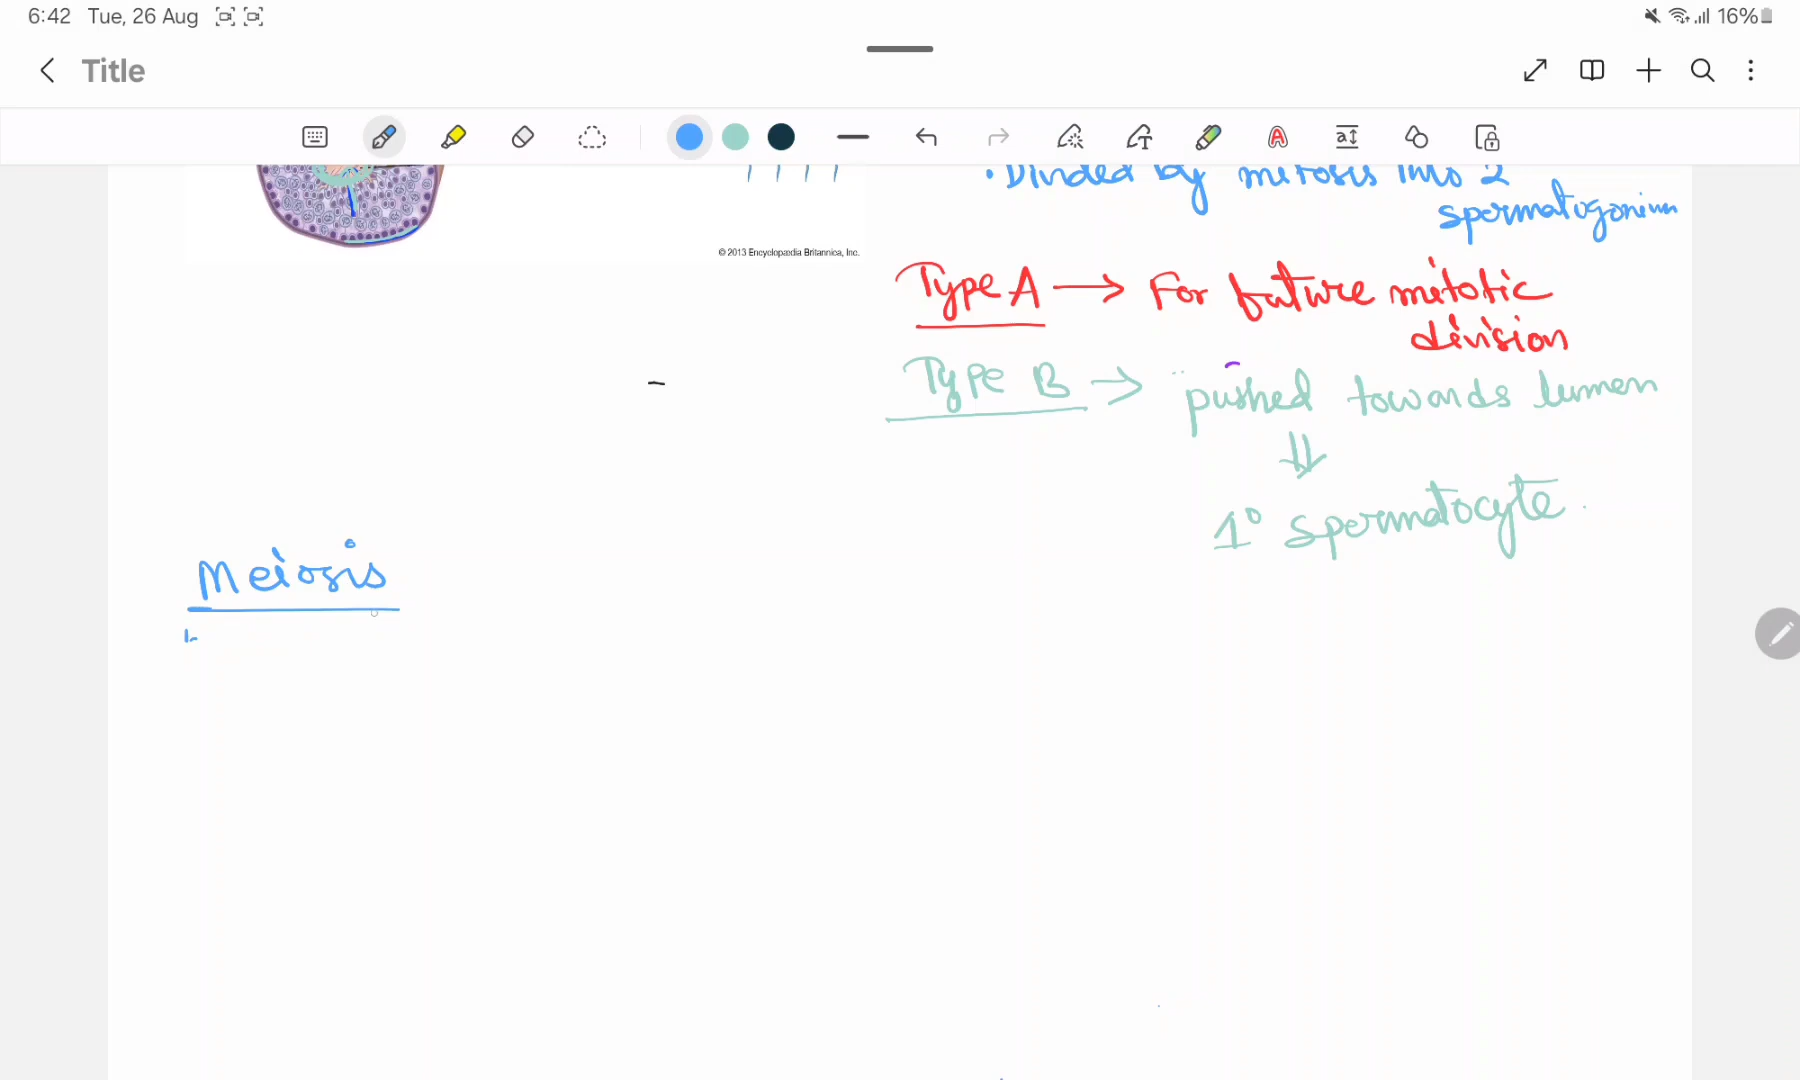 6:42 Tue, 26 Aug 16%
Title
• Divided by mitosis into 2
spermatogonium
© 2013 Encyclopædia Britannica, Inc.
Type A → For future mitotic
division
Type B → pushed towards lumen
⇓
1° spermatocyte.
Meiosis